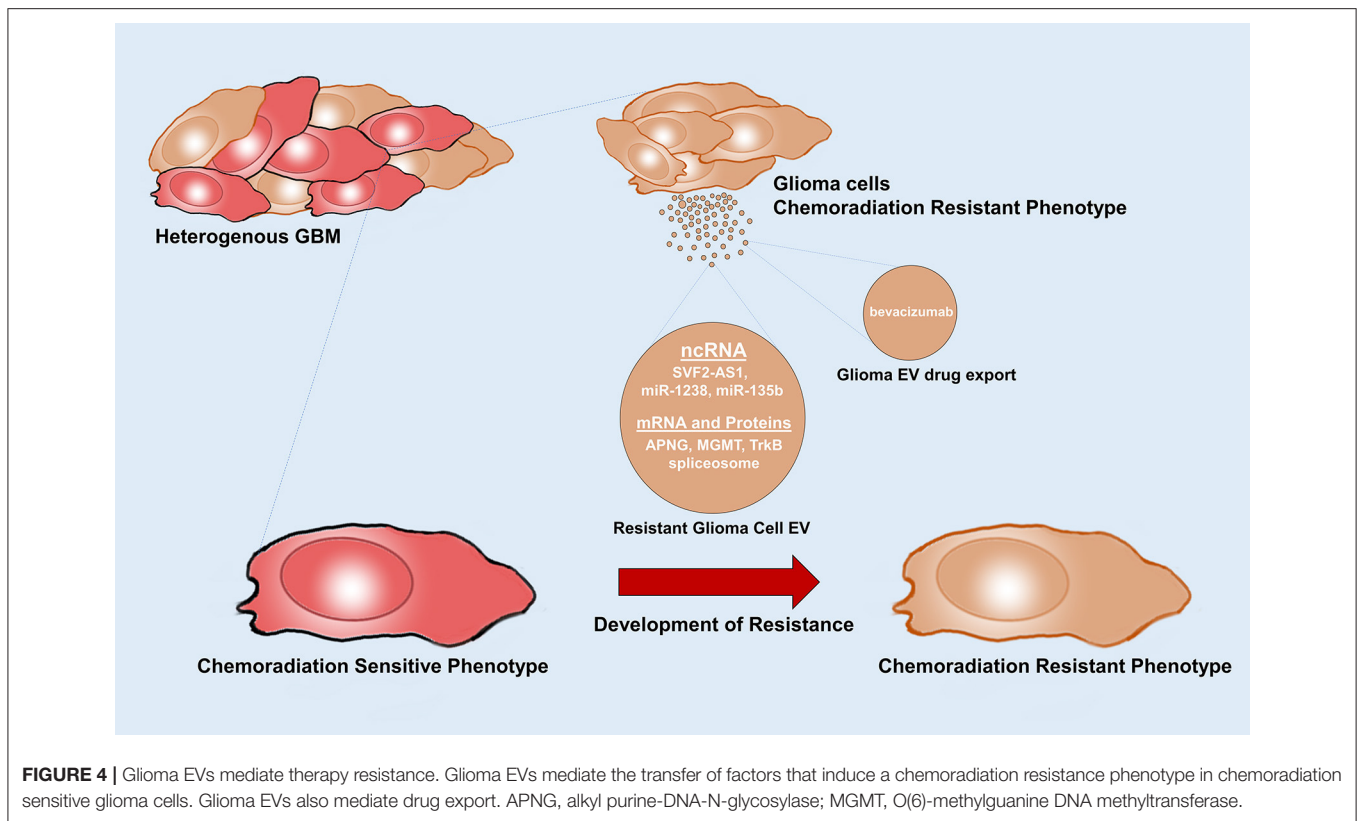 Heterogenous GBM
Glioma cells
Chemoradiation Resistant Phenotype
bevacizumab
Glioma EV drug export
ncRNA
SVF2-AS1,
miR-1238, miR-135b
mRNA and Proteins
APNG, MGMT, TrkB
spliceosome
Resistant Glioma Cell EV
Development of Resistance
Chemoradiation Sensitive Phenotype
Chemoradiation Resistant Phenotype
FIGURE 4 | Glioma EVs mediate therapy resistance. Glioma EVs mediate the transfer of factors that induce a chemoradiation resistance phenotype in chemoradiation
sensitive glioma cells. Glioma EVs also mediate drug export. APNG, alkyl purine-DNA-N-glycosylase; MGMT, O(6)-methylguanine DNA methyltransferase.